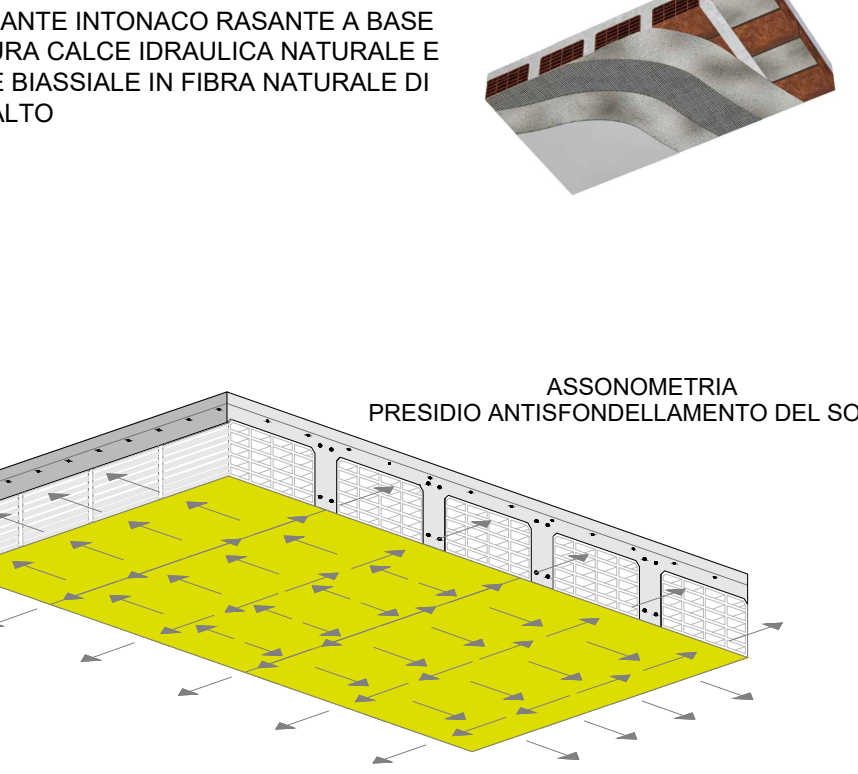 ANTE INTONACO RASANTE A BASE
URA CALCE IDRAULICA NATURALE E
E BIASSIALE IN FIBRA NATURALE DI
ALTO
ASSONOMETRIA
PRESIDIO ANTISFONDELLAMENTO DEL SO